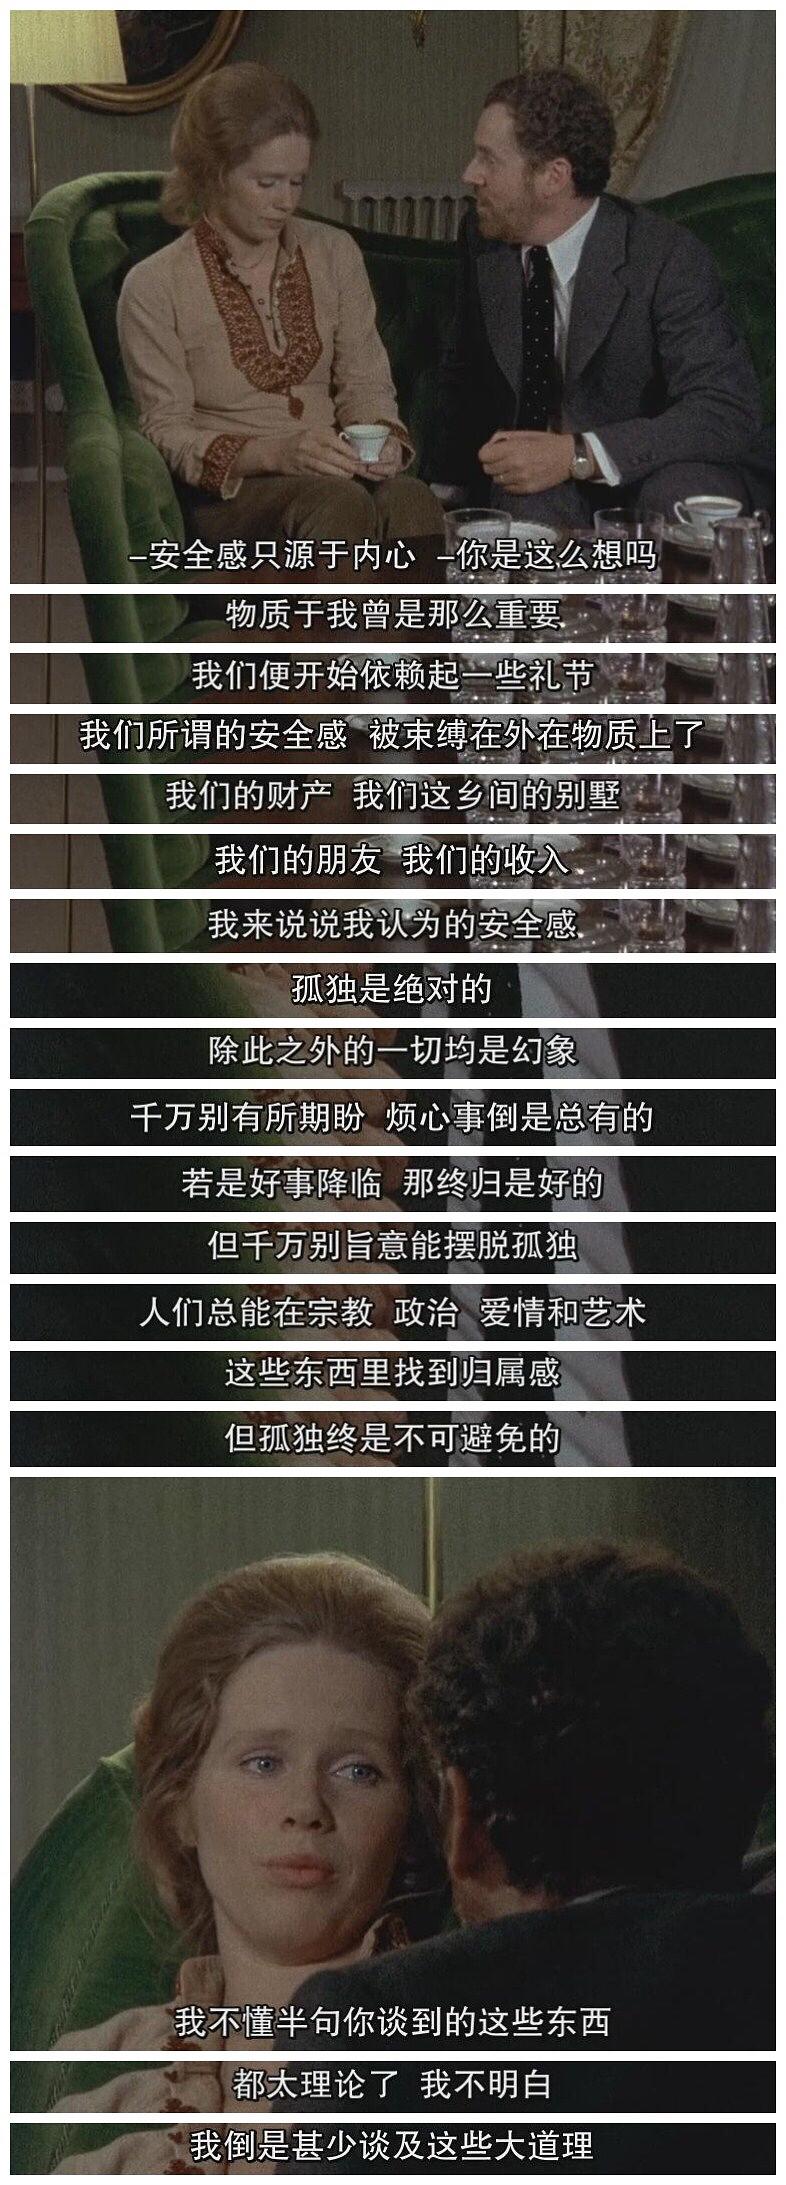 –安全感只源于内心 –你是这么想吗
物质于我曾是那么重要
我们便开始依赖起一些礼节
我们所谓的安全感 被束缚在外在物质上了
我们的财产 我们这乡间的别墅
我们的朋友 我们的收入
我来说说我认为的安全感
孤独是绝对的
除此之外的一切均是幻象
千万别有所期盼 烦心事倒是总有的
若是好事降临 那终归是好的
但千万别旨意能摆脱孤独
人们总能在宗教 政治 爱情和艺术
这些东西里找到归属感
但孤独终是不可避免的
我不懂半句你谈到的这些东西
都太理论了 我不明白
我倒是甚少谈及这些大道理